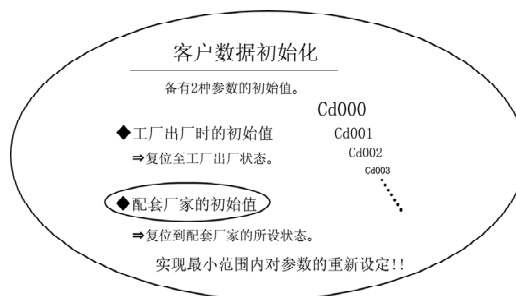 客户数据初始化
备有2种参数的初始值。
Cd000
◆工厂出厂时的初始值
Cd001
⇒复位至工厂出厂状态。
Cd002
Cd003
◆配套厂家的初始值
⇒复位到配套厂家的所设状态。
实现最小范围内对参数的重新设定!!